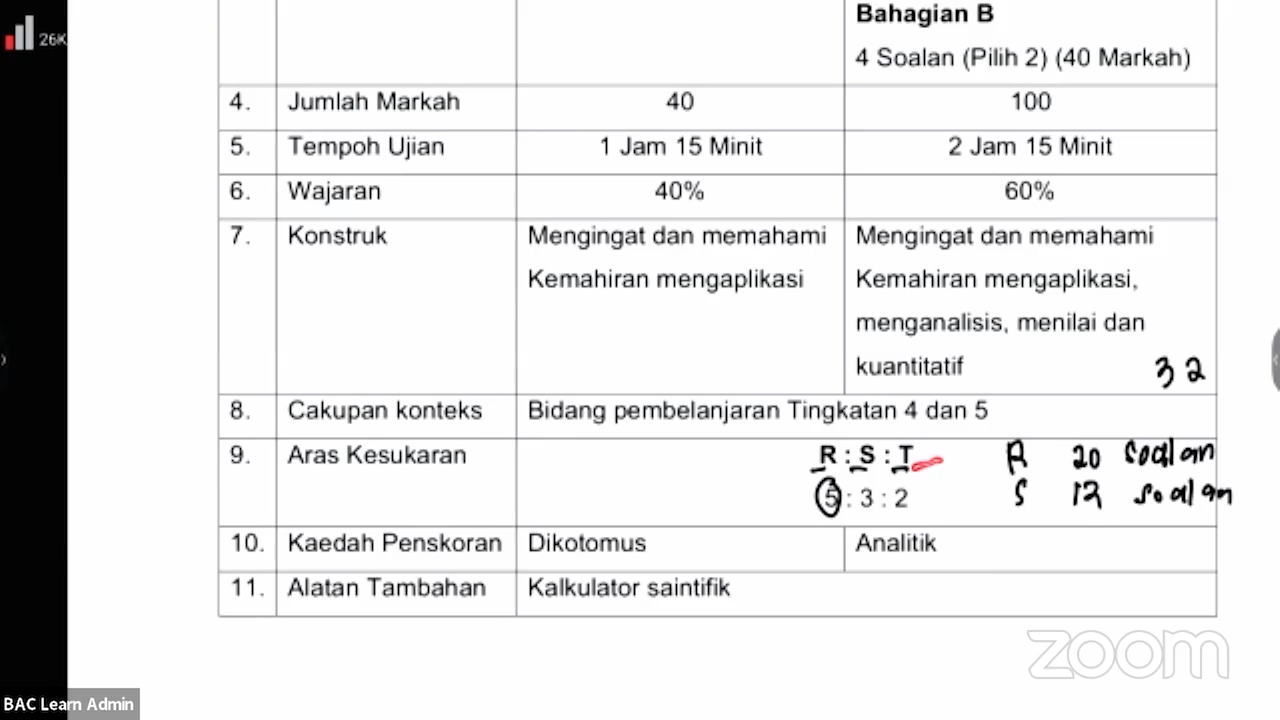 26K
Bahagian B
4 Soalan (Pilih 2) (40 Markah)
4. Jumlah Markah 40 100
5. Tempoh Ujian 1 Jam 15 Minit 2 Jam 15 Minit
6. Wajaran 40% 60%
7. Konstruk Mengingat dan memahami Mengingat dan memahami
Kemahiran mengaplikasi Kemahiran mengaplikasi,
menganalisis, menilai dan
kuantitatif 32
8. Cakupan konteks Bidang pembelanjaran Tingkatan 4 dan 5
9. Aras Kesukaran R : S : T R 20 soalan
5 : 3 : 2 S 12 soalan
10. Kaedah Penskoran Dikotomus Analitik
11. Alatan Tambahan Kalkulator saintifik
zoom
BAC Learn Admin